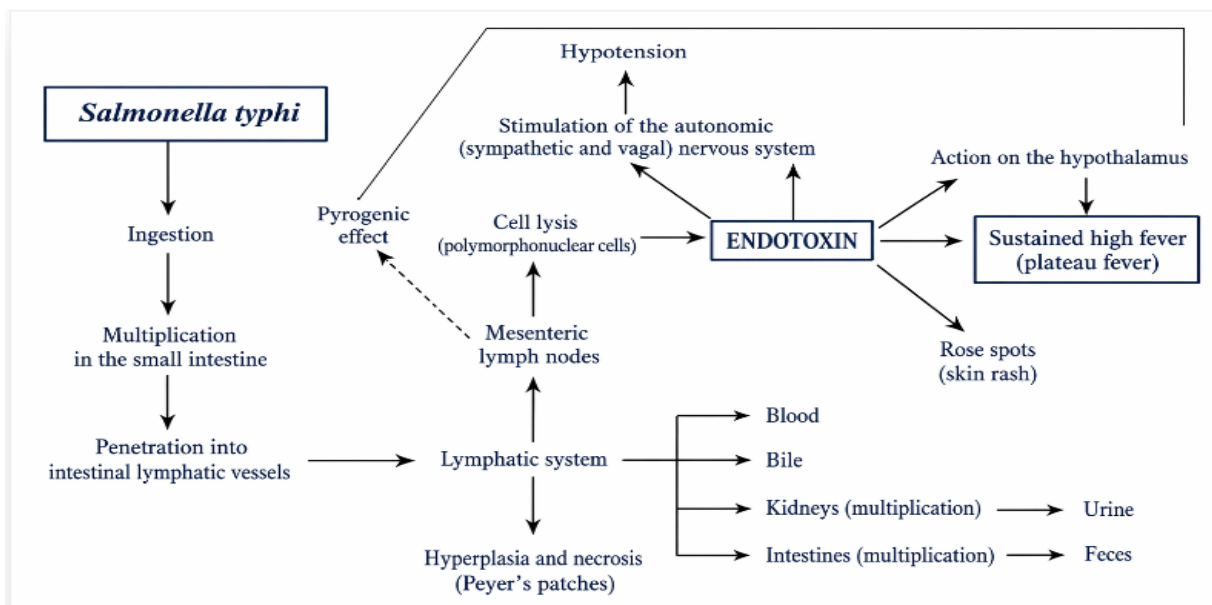 Hypotension
Salmonella typhi
Stimulation of the autonomic
(sympathetic and vagal) nervous system
Action on the hypothalamus
Pyrogenic
effect
Cell lysis
(polymorphonuclear cells)
ENDOTOXIN
Sustained high fever
(plateau fever)
Ingestion
Multiplication
in the small intestine
Mesenteric
lymph nodes
Rose spots
(skin rash)
Penetration into
intestinal lymphatic vessels
Lymphatic system
Blood
Bile
Kidneys (multiplication)
Urine
Intestines (multiplication)
Feces
Hyperplasia and necrosis
(Peyer's patches)